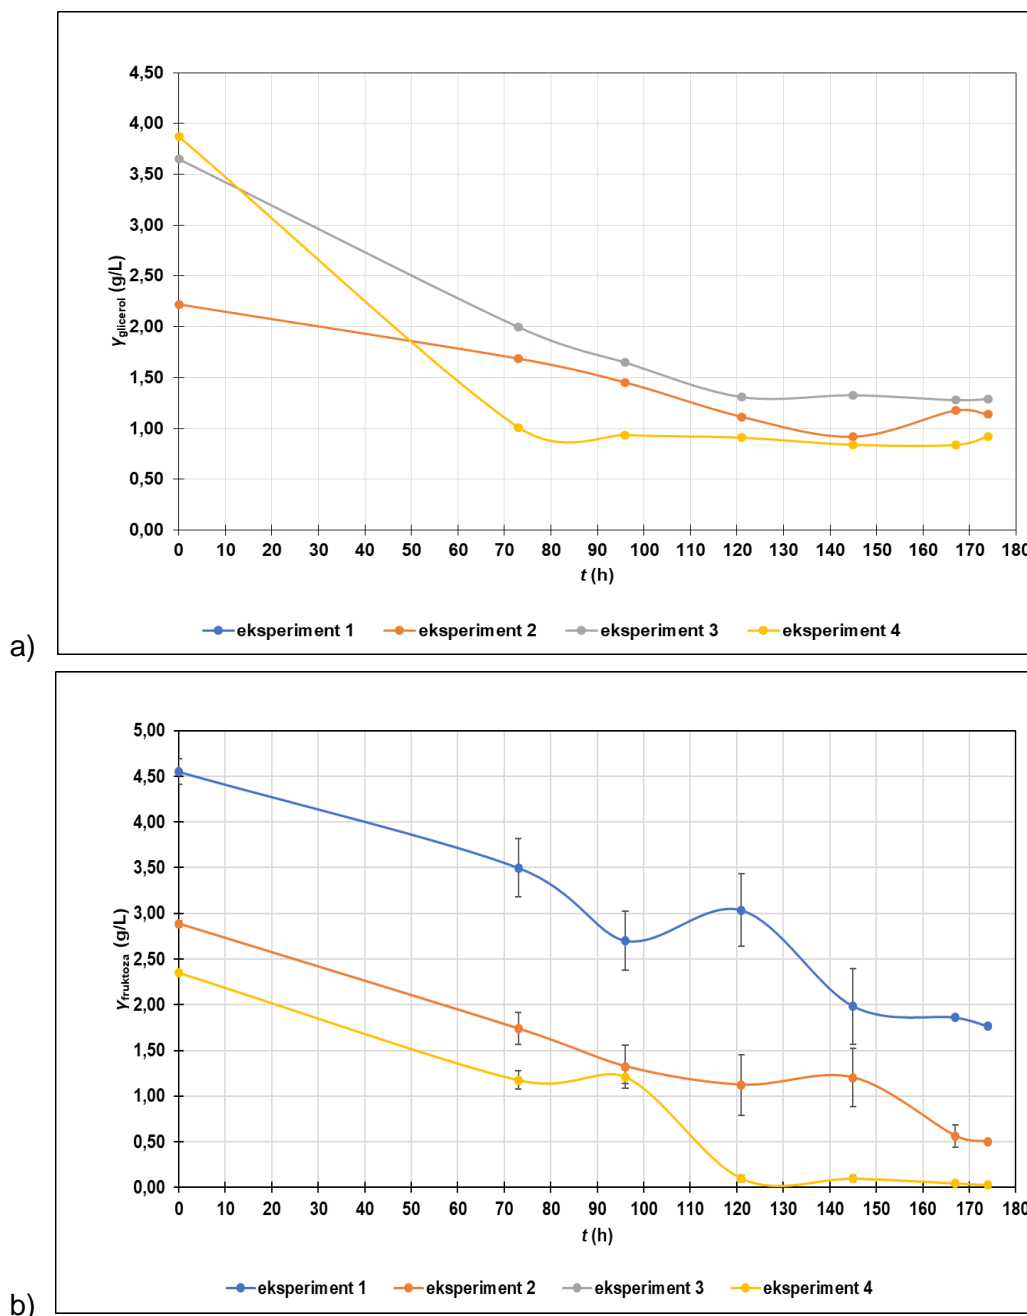 4,50
4,00
3,50
3,00
2,50
2,00
1,50
1,00
0,50
0,00
γglicerol (g/L)
0 10 20 30 40 50 60 70 80 90 100 110 120 130 140 150 160 170 180
t (h)
eksperiment 1 eksperiment 2 eksperiment 3 eksperiment 4
a)
5,00
4,50
4,00
3,50
3,00
2,50
2,00
1,50
1,00
0,50
0,00
γfruktoza (g/L)
0 10 20 30 40 50 60 70 80 90 100 110 120 130 140 150 160 170 180
t (h)
eksperiment 1 eksperiment 2 eksperiment 3 eksperiment 4
b)